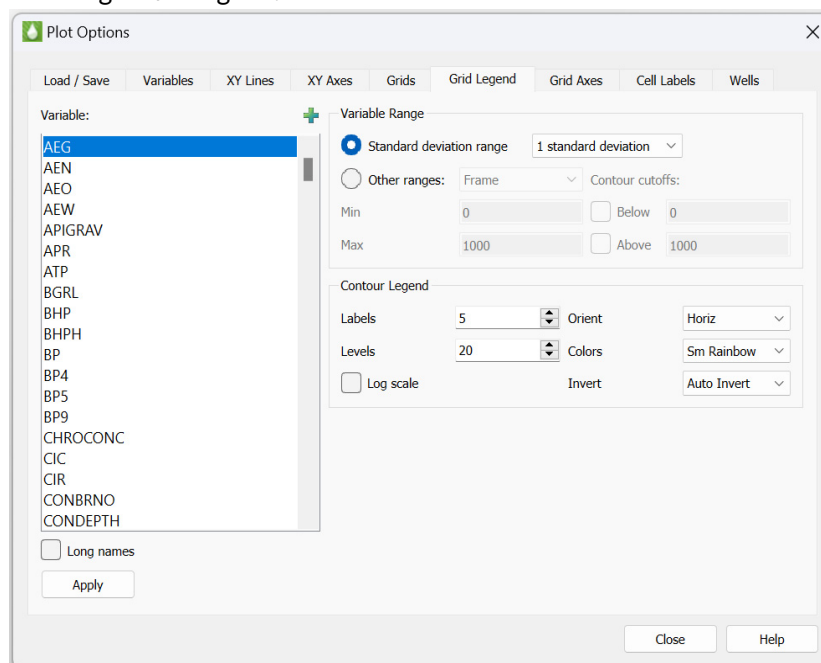 Plot Options
Load / Save Variables XY Lines XY Axes Grids Grid Legend Grid Axes Cell Labels Wells
Variable:
AEG
AEN
AEO
AEW
APIGRAV
APR
ATP
BGRL
BHP
BHPH
BP
BP4
BP5
BP9
CHROCONC
CIC
CIR
CONBRNO
CONDEPTH
Long names
Apply
Variable Range
Standard deviation range 1 standard deviation
Other ranges: Frame Contour cutoffs:
Min 0 Below 0
Max 1000 Above 1000
Contour Legend
Labels 5 Orient Horiz
Levels 20 Colors Sm Rainbow
Log scale Invert Auto Invert
Close Help